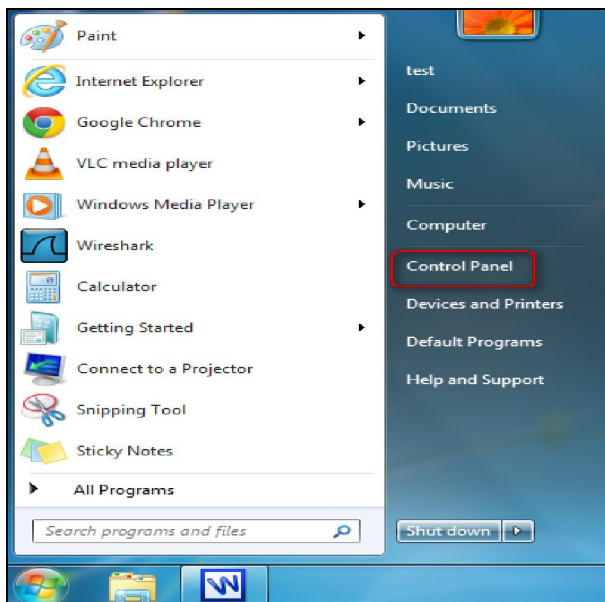 Paint
Internet Explorer
Google Chrome
VLC media player
Windows Media Player
Wireshark
Calculator
Getting Started
Connect to a Projector
Snipping Tool
Sticky Notes
All Programs
Search programs and files
test
Documents
Pictures
Music
Computer
Control Panel
Devices and Printers
Default Programs
Help and Support
Shut down